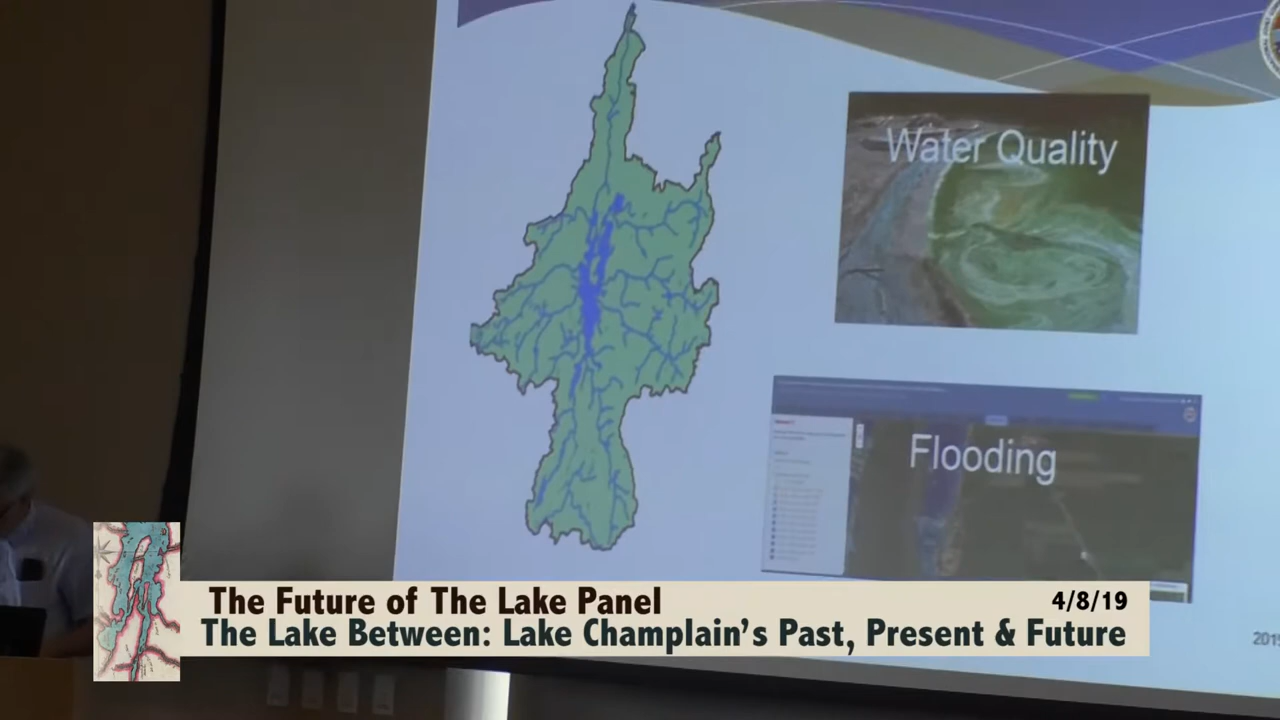 Water Quality
Flooding
The Future of The Lake Panel
4/8/19
The Lake Between: Lake Champlain's Past, Present & Future